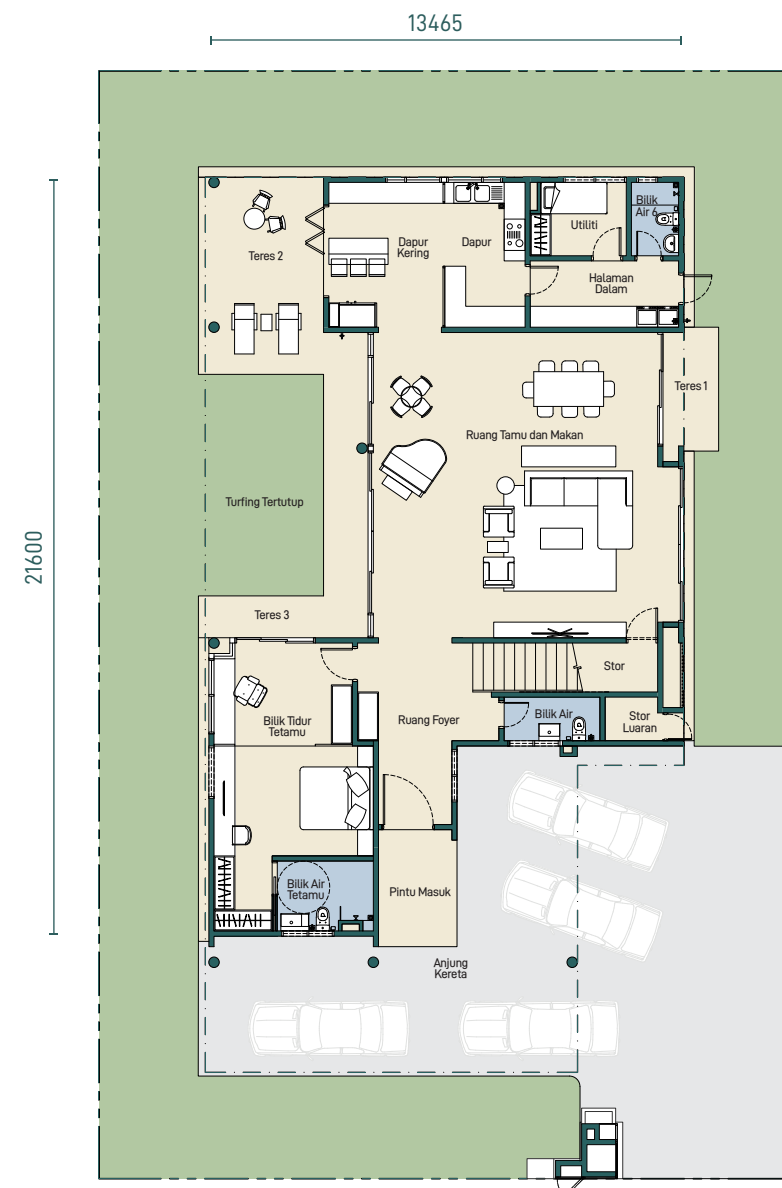 13465
21600
Bilik
Air 6
Utiliti
Teres 2
Dapur
Kering
Dapur
Halaman
Dalam
Teres 1
Ruang Tamu dan Makan
Turfing Tertutup
Teres 3
Stor
Bilik Tidur
Tetamu
Ruang Foyer
Bilik Air
Stor
Luaran
Bilik Air
Tetamu
Pintu Masuk
Anjung
Kereta